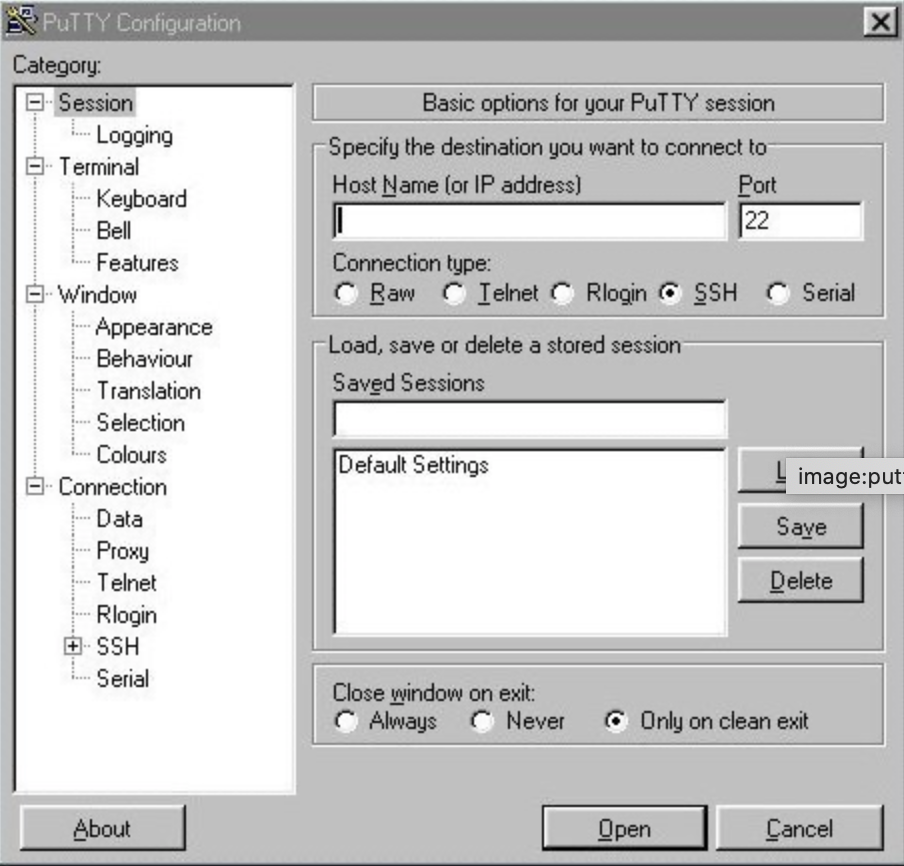 PuTTY Configuration
Category:
Session
Logging
Terminal
Keyboard
Bell
Features
Window
Appearance
Behaviour
Translation
Selection
Colours
Connection
Data
Proxy
Telnet
Rlogin
SSH
Serial
Basic options for your PuTTY session
Specify the destination you want to connect to
Host Name (or IP address) Port
22
Connection type:
Raw Telnet Rlogin SSH Serial
Load, save or delete a stored session
Saved Sessions
Default Settings
image:put
Save
Delete
Close window on exit:
Always Never Only on clean exit
About Open Cancel